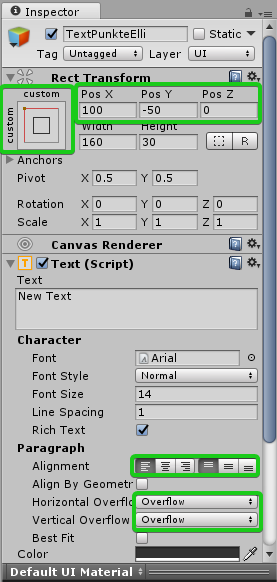 Inspector
TextPunkteElli Static
Tag Untagged Layer UI
Rect Transform
custom Pos X Pos Y Pos Z
custom 100 -50 0
Width Height
160 30 R
Anchors
Pivot X 0.5 Y 0.5
Rotation X 0 Y 0 Z 0
Scale X 1 Y 1 Z 1
Canvas Renderer
T Text (Script)
Text
New Text
Character
Font Arial
Font Style Normal
Font Size 14
Line Spacing 1
Rich Text
Paragraph
Alignment
Align By Geometr
Horizontal Overflo Overflow
Vertical Overflow Overflow
Best Fit
Color
Default UI Material